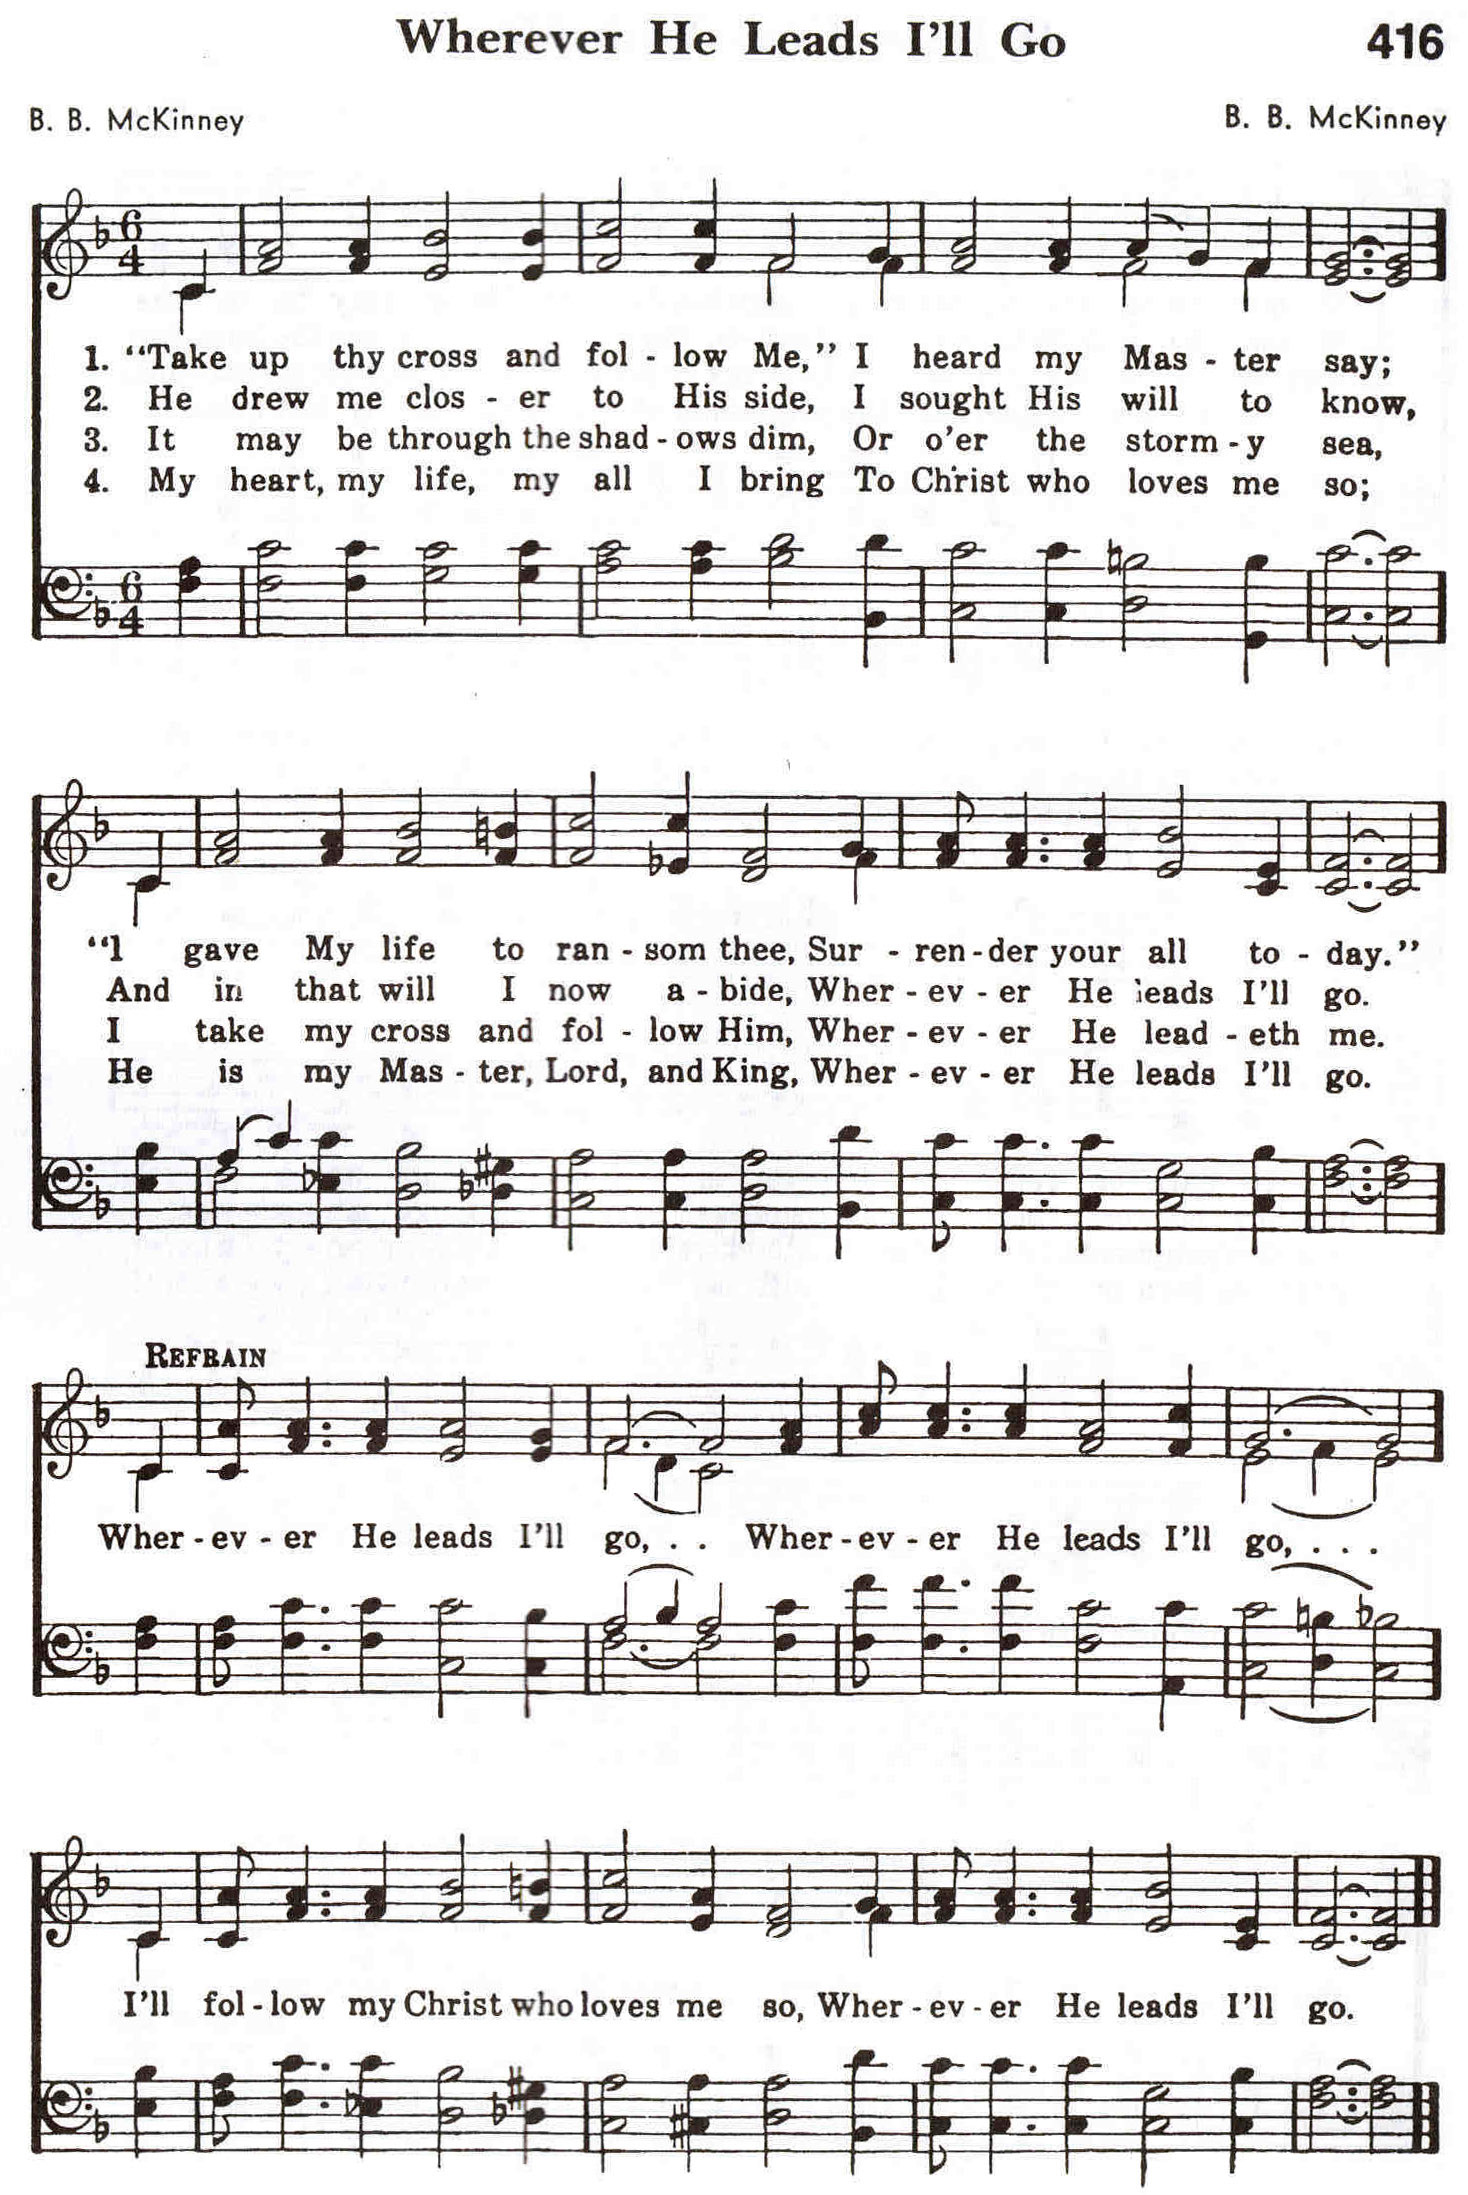 Wherever He Leads I'll Go 416
B. B. McKinney B. B. McKinney
6 4
1. "Take up thy cross and fol - low Me," I heard my Mas - ter say;
2. He drew me clos - er to His side, I sought His will to know,
3. It may be through the shad - ows dim, Or o'er the storm - y sea,
4. My heart, my life, my all I bring To Christ who loves me so;
6 4
"I gave My life to ran - som thee, Sur - ren - der your all to - day."
And in that will I now a - bide, Wher - ev - er He leads I'll go.
I take my cross and fol - low Him, Wher - ev - er He lead - eth me.
He is my Mas - ter, Lord, and King, Wher - ev - er He leads I'll go.
REFRAIN
Wher - ev - er He leads I'll go, . . Wher - ev - er He leads I'll go, . . .
I'll fol - low my Christ who loves me so, Wher - ev - er He leads I'll go.